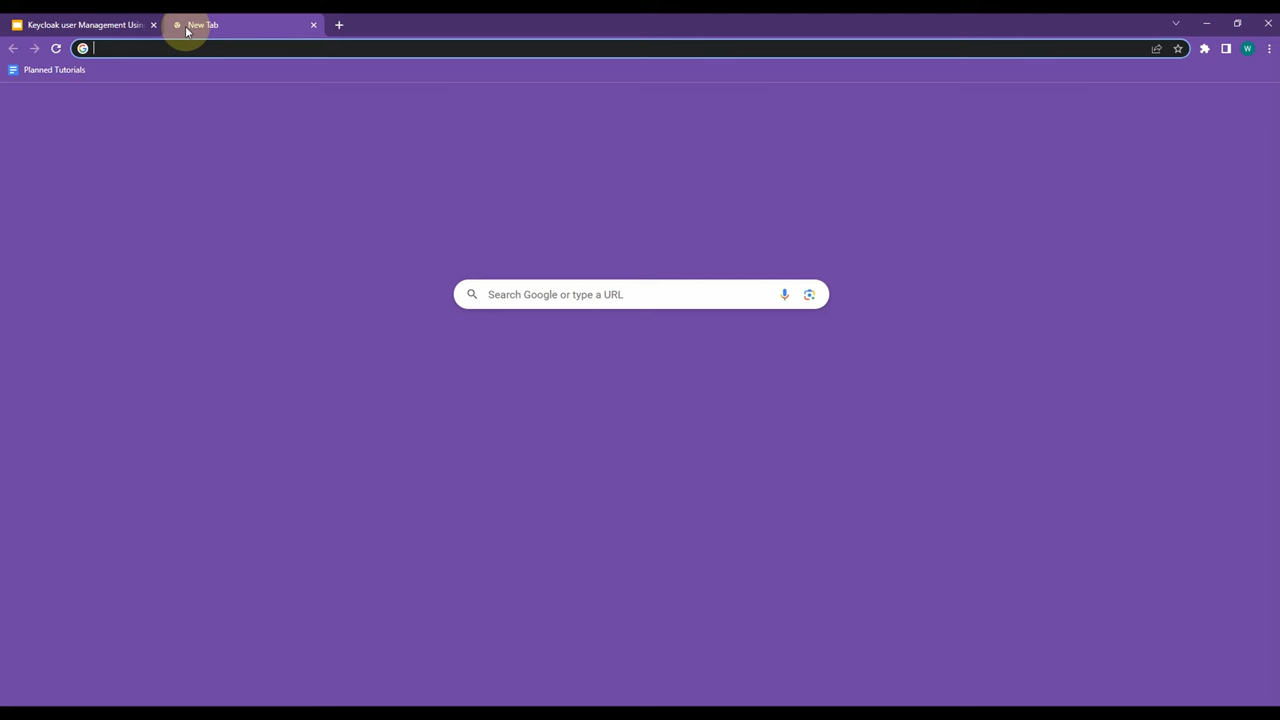 Keycloak user Management Usin
New Tab
Planned Tutorials
W
Search Google or type a URL